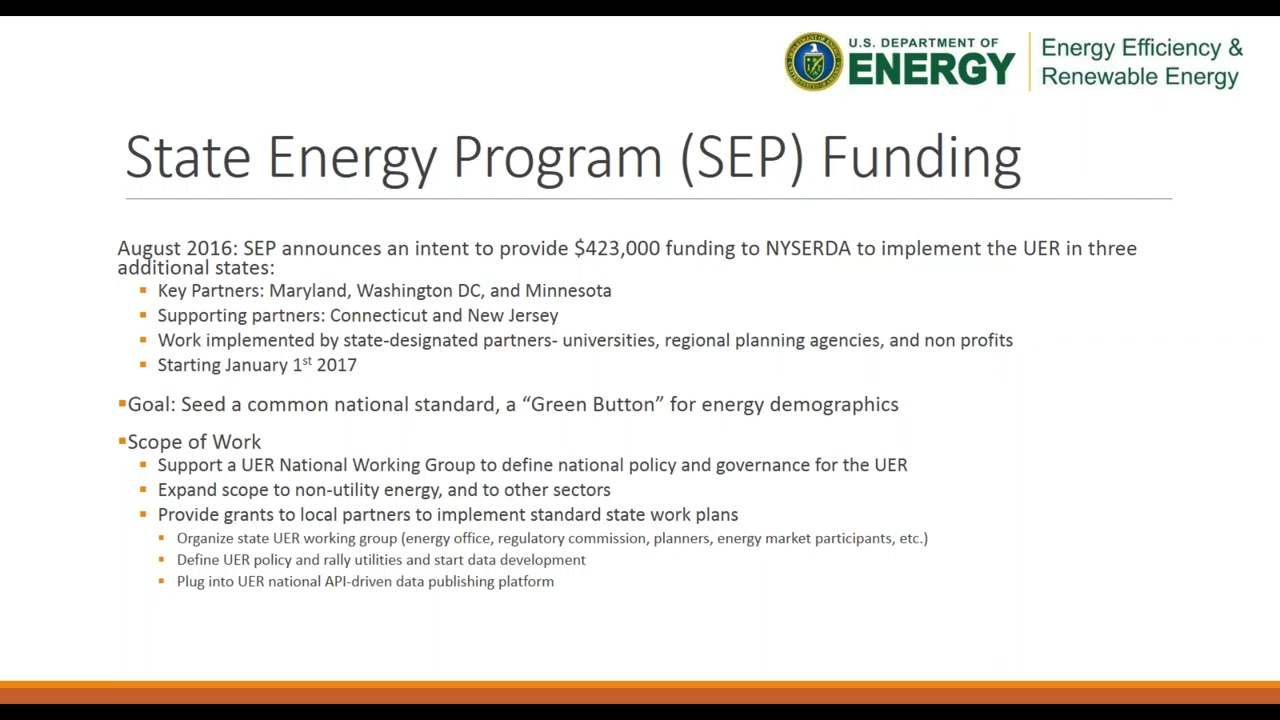 U.S. DEPARTMENT OF
ENERGY
Energy Efficiency &
Renewable Energy
State Energy Program (SEP) Funding
August 2016: SEP announces an intent to provide $423,000 funding to NYSERDA to implement the UER in three
additional states:
▪ Key Partners: Maryland, Washington DC, and Minnesota
▪ Supporting partners: Connecticut and New Jersey
▪ Work implemented by state-designated partners- universities, regional planning agencies, and non profits
▪ Starting January 1st 2017
▪Goal: Seed a common national standard, a “Green Button” for energy demographics
▪Scope of Work
▪ Support a UER National Working Group to define national policy and governance for the UER
▪ Expand scope to non-utility energy, and to other sectors
▪ Provide grants to local partners to implement standard state work plans
▪ Organize state UER working group (energy office, regulatory commission, planners, energy market participants, etc.)
▪ Define UER policy and rally utilities and start data development
▪ Plug into UER national API-driven data publishing platform